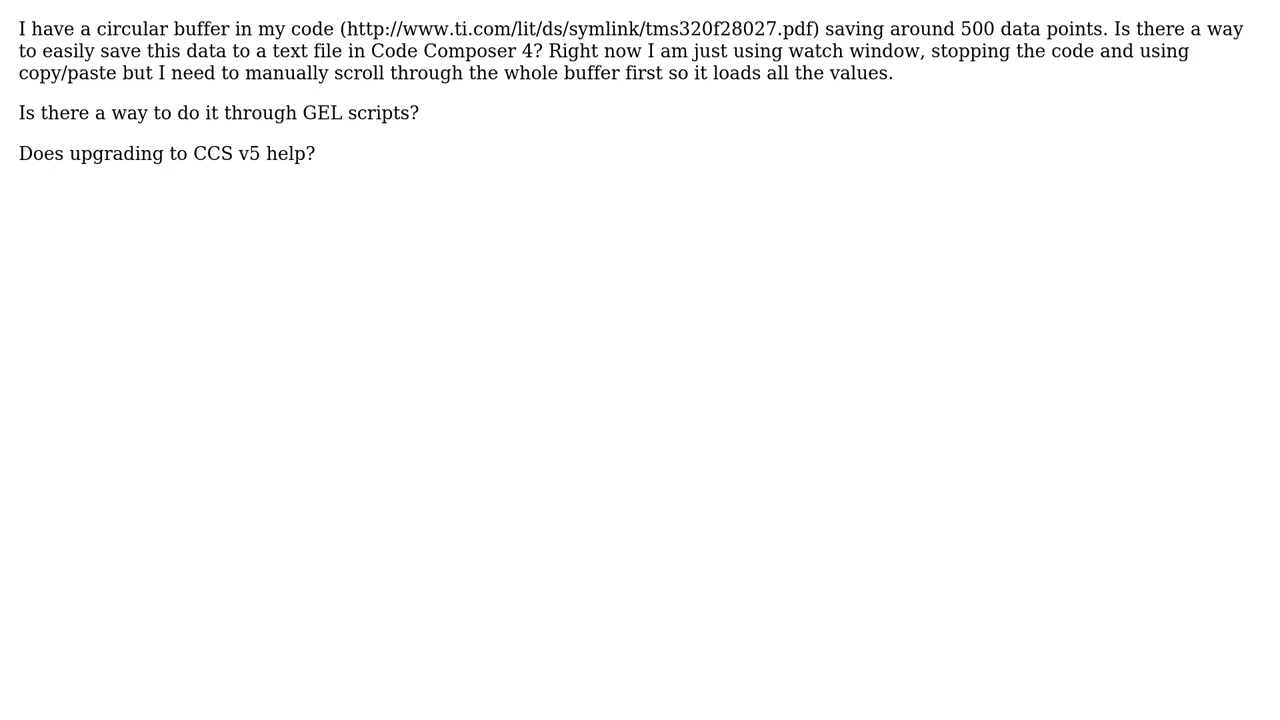 I have a circular buffer in my code (http://www.ti.com/lit/ds/symlink/tms320f28027.pdf) saving around 500 data points. Is there a way
to easily save this data to a text file in Code Composer 4? Right now I am just using watch window, stopping the code and using
copy/paste but I need to manually scroll through the whole buffer first so it loads all the values.
Is there a way to do it through GEL scripts?
Does upgrading to CCS v5 help?